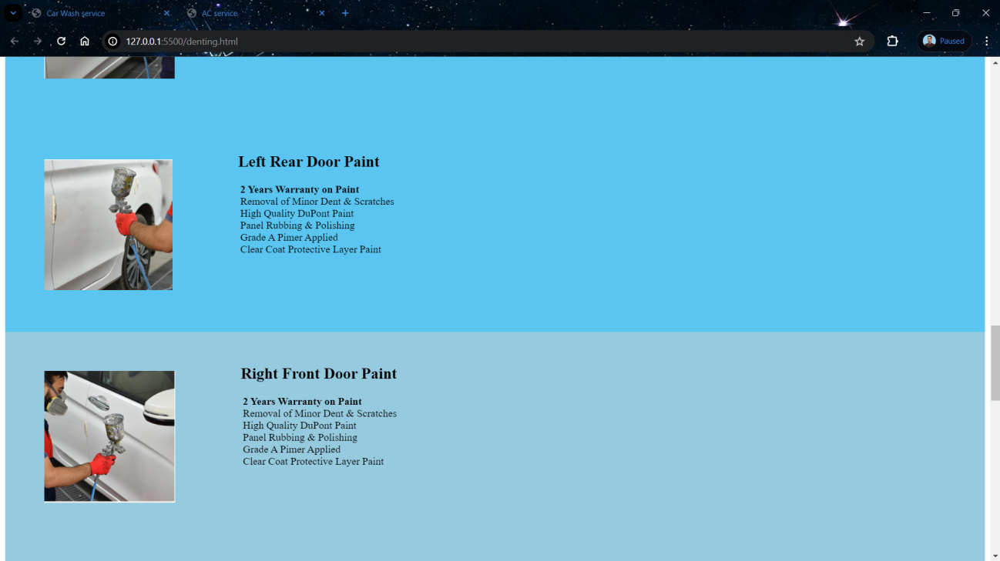 Car Wash service
AC service
127.0.0.1:5500/denting.html
Paused
Left Rear Door Paint
2 Years Warranty on Paint
Removal of Minor Dent & Scratches
High Quality DuPont Paint
Panel Rubbing & Polishing
Grade A Pimer Applied
Clear Coat Protective Layer Paint
Right Front Door Paint
2 Years Warranty on Paint
Removal of Minor Dent & Scratches
High Quality DuPont Paint
Panel Rubbing & Polishing
Grade A Pimer Applied
Clear Coat Protective Layer Paint